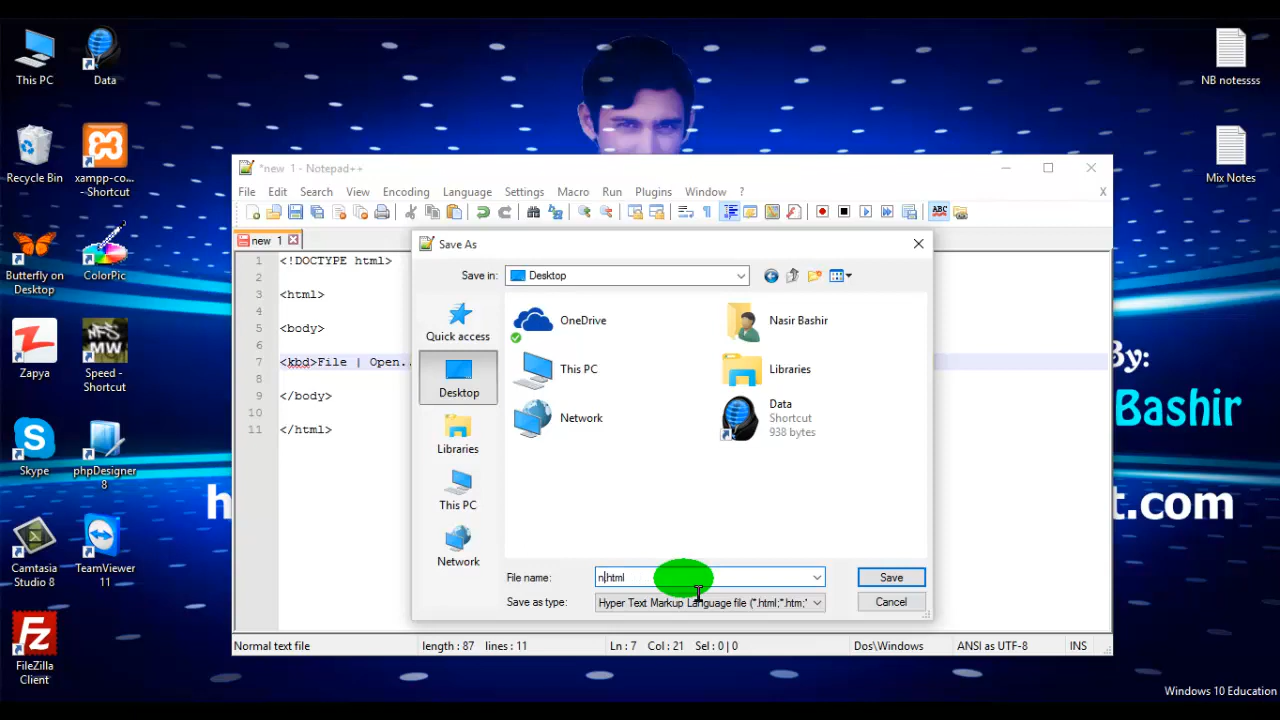 This PC
Data
Recycle Bin
xampp-co...
--Shortcut
Butterfly on
Desktop
ColorPic
Zapya
Speed -
Shortcut
Skype
phpDesigner
8
Camtasia
Studio 8
TeamViewer
11
FileZilla
Client
NB notessss
Mix Notes
By:
Bashir
h
t.com
*new 1 - Notepad++
File Edit Search View Encoding Language Settings Macro Run Plugins Window ? X
ABC
new 1
1 <!DOCTYPE html>
2
3 <html>
4
5 <body>
6
7 <kbd>File | Open..
8
9 </body>
10
11 </html>
Save As
Save in: Desktop
Quick access
Desktop
Libraries
This PC
Network
OneDrive
Nasir Bashir
This PC
Libraries
Network
Data
Shortcut
938 bytes
File name: n.html Save
Save as type: Hyper Text Markup Language file (*.html;*.htm;* Cancel
Normal text file length : 87 lines : 11 Ln : 7 Col : 21 Sel : 0 | 0 Dos\Windows ANSI as UTF-8 INS
Windows 10 Education